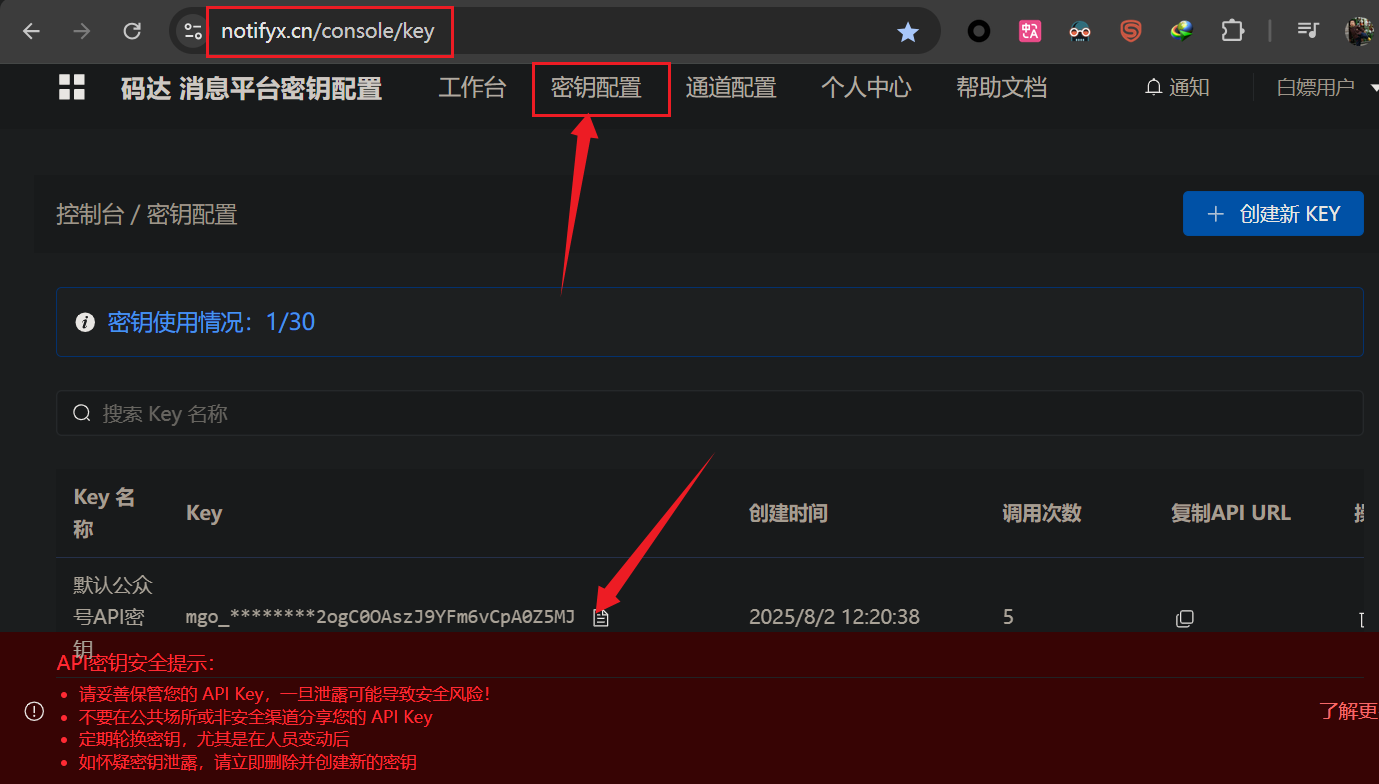 notifyx.cn/console/key
码达 消息平台密钥配置 工作台 密钥配置 通道配置 个人中心 帮助文档 通知 白嫖用户
控制台 / 密钥配置
创建新 KEY
密钥使用情况：1/30
搜索 Key 名称
Key 名称 Key 创建时间 调用次数 复制API URL
默认公众号API密钥 mgo_********2ogC0OAszJ9YFm6vCpA0Z5MJ 2025/8/2 12:20:38 5
API密钥安全提示：
请妥善保管您的 API Key，一旦泄露可能导致安全风险！
不要在公共场所或非安全渠道分享您的 API Key
定期轮换密钥，尤其是在人员变动后
如怀疑密钥泄露，请立即删除并创建新的密钥
了解更